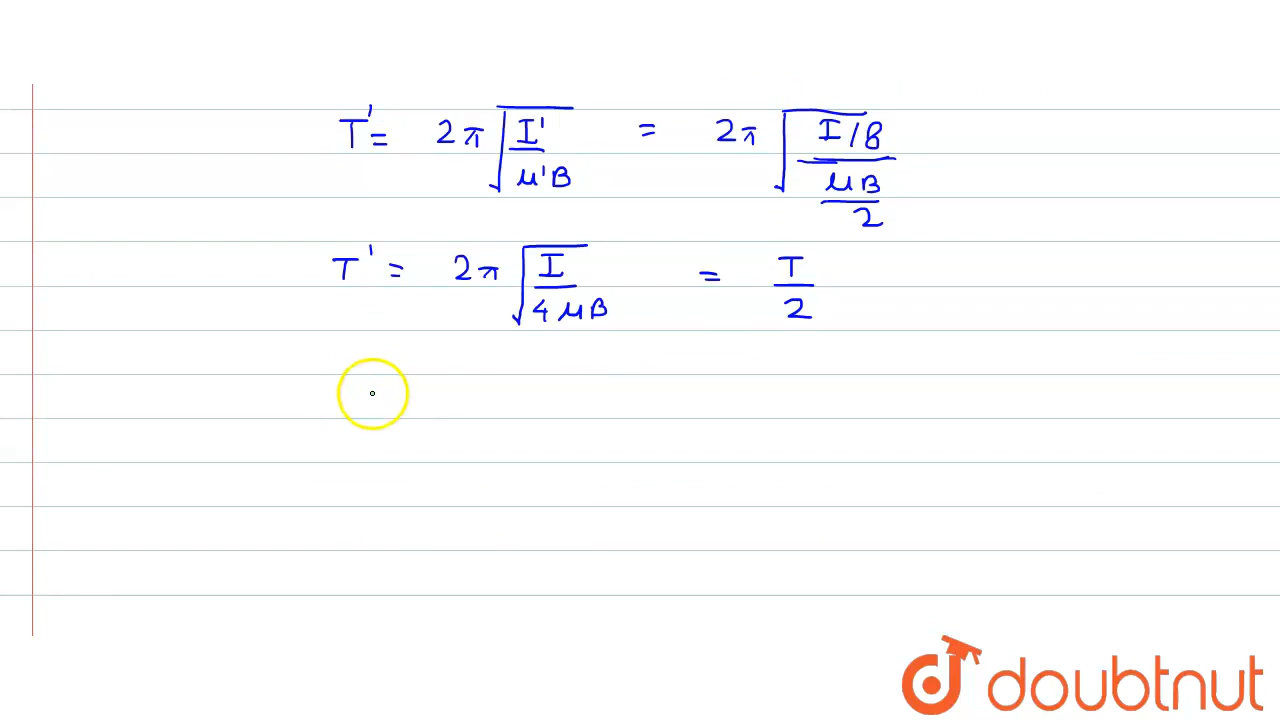 T' = 2π √(I'/μ'B) = 2π √((I/8)/(μB/2))
T' = 2π √(I/4μB) = T/2
doubtnut